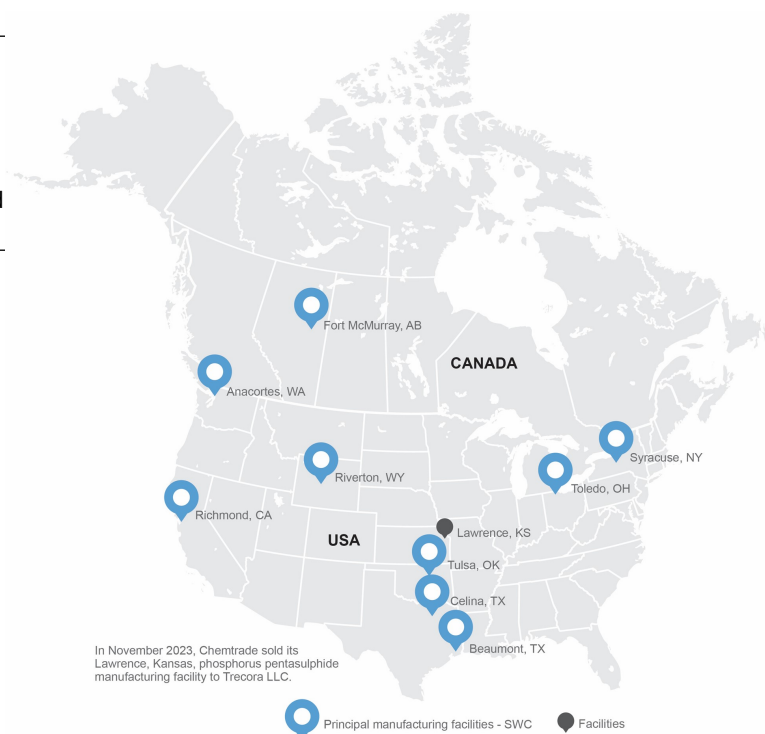 Fort McMurray, AB
CANADA
Anacortes, WA
Syracuse, NY
Riverton, WY
Toledo, OH
Richmond, CA
Lawrence, KS
USA
Tulsa, OK
Celina, TX
Beaumont, TX
In November 2023, Chemtrade sold its
Lawrence, Kansas, phosphorus pentasulphide
manufacturing facility to Trecora LLC.
Principal manufacturing facilities - SWC
Facilities